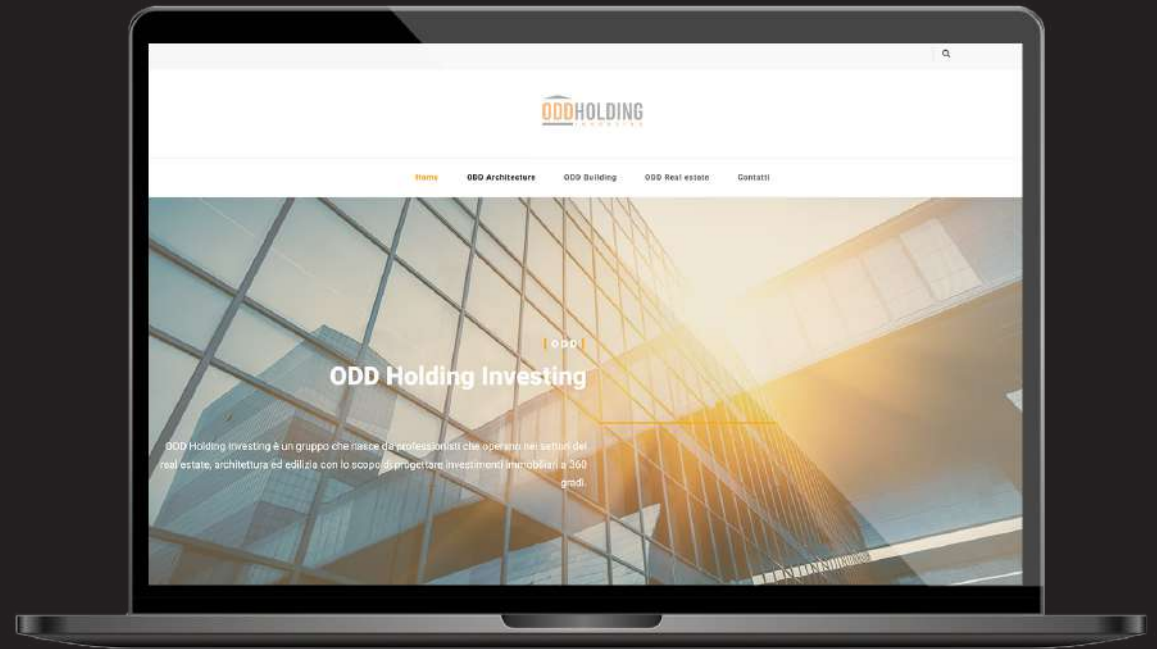 ODDHOLDING
INVESTING
Home ODD Architecture ODD Building ODD Real estate Contatti
| ODD |
ODD Holding Investing
ODD Holding Investing è un gruppo che nasce da professionisti che operano nei settori del
real estate, architettura ed edilizia con lo scopo di progettare investimenti immobiliari a 360
gradi.